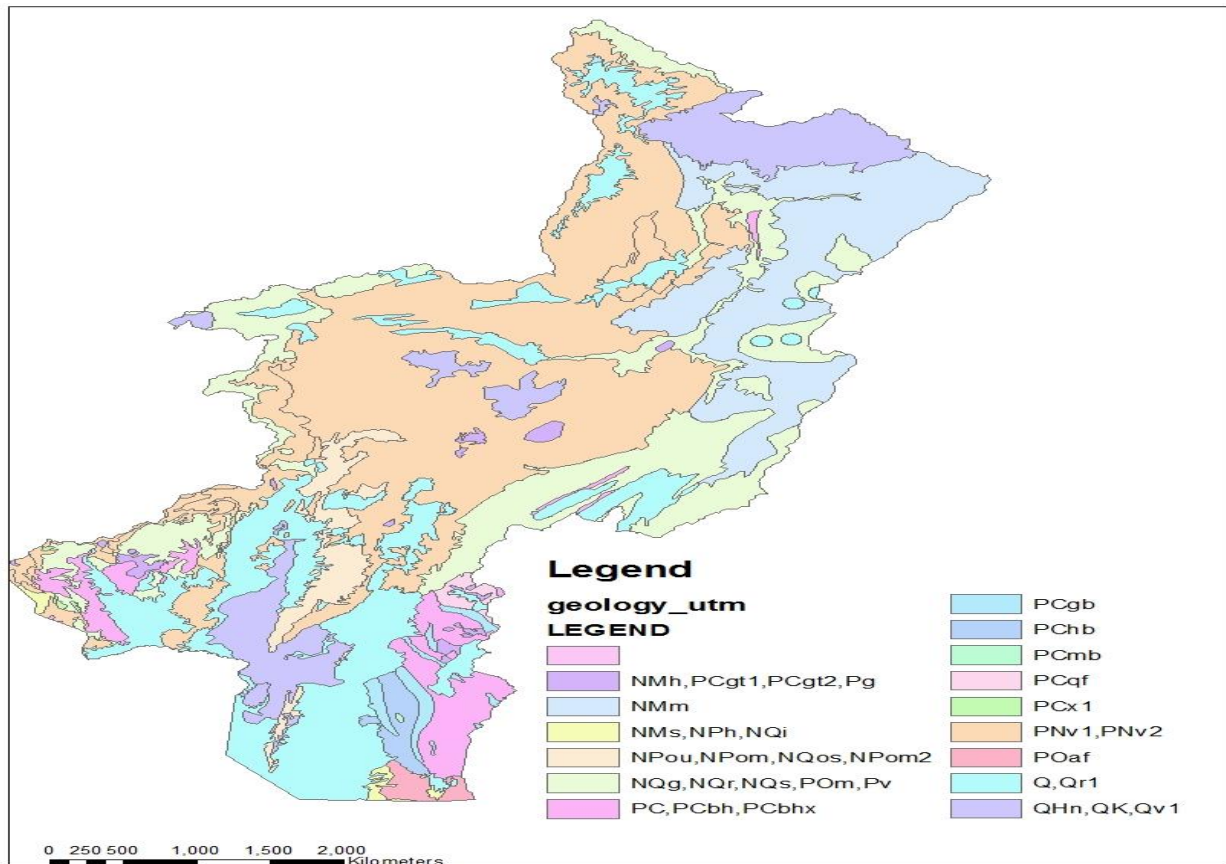 Legend
geology_utm
LEGEND
NMh,PCgt1,PCgt2,Pg
NMm
NMs,NPh,NQi
NPou,NPom,NQos,NPom2
NQg,NQr,NQs,POm,Pv
PC,PCbh,PCbhx
PCgb
PChb
PCmb
PCqf
PCx1
PNv1,PNv2
POaf
Q,Qr1
QHn,QK,Qv1
0 250 500 1,000 1,500 2,000
Kilometers